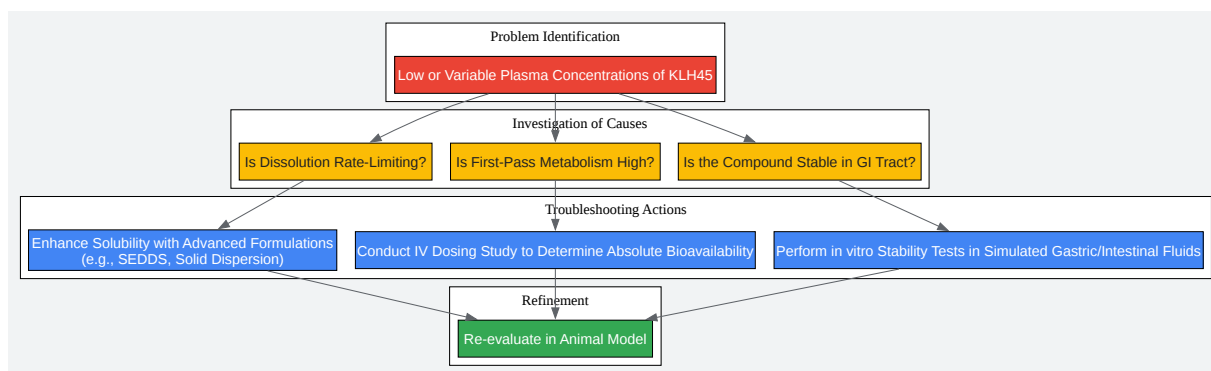 Problem Identification
Low or Variable Plasma Concentrations of KLH45
Investigation of Causes
Is Dissolution Rate-Limiting?
Is First-Pass Metabolism High?
Is the Compound Stable in GI Tract?
Troubleshooting Actions
Enhance Solubility with Advanced Formulations
(e.g., SEDDS, Solid Dispersion)
Conduct IV Dosing Study to Determine Absolute Bioavailability
Perform in vitro Stability Tests in Simulated Gastric/Intestinal Fluids
Refinement
Re-evaluate in Animal Model